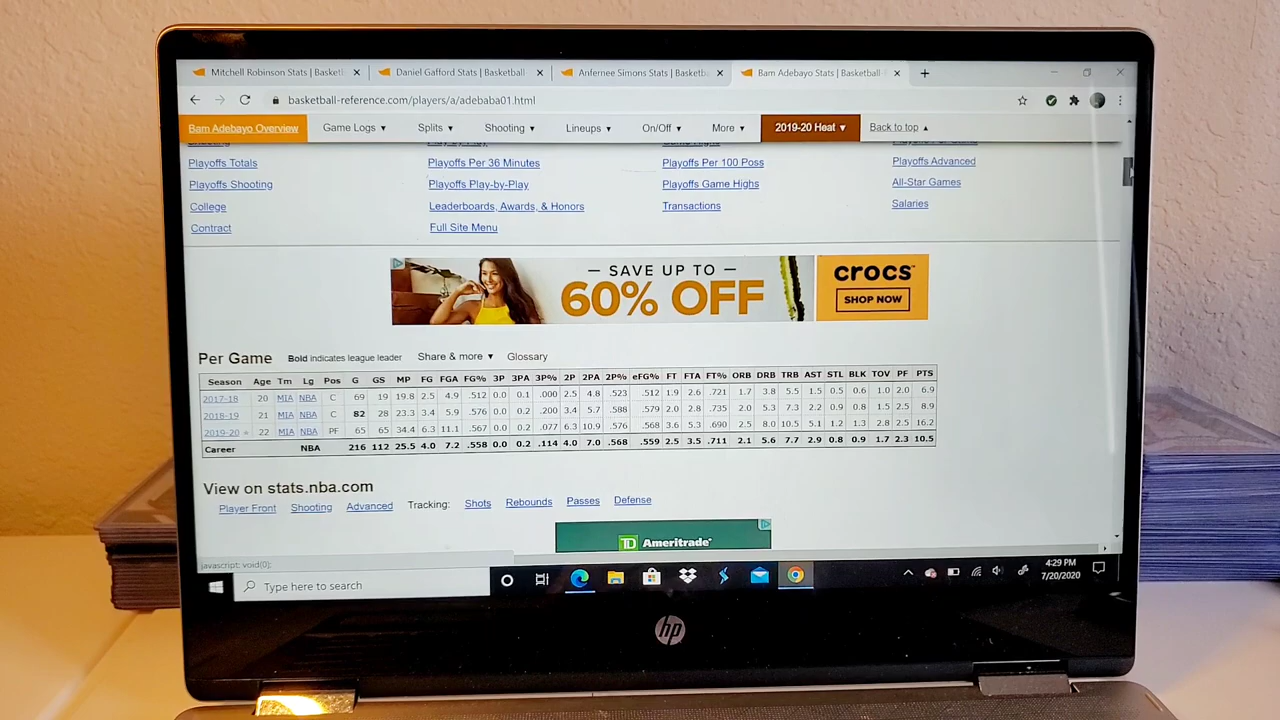 Mitchell Robinson Stats | Basketb
Daniel Gafford Stats | Basketball
Anfernee Simons Stats | Basketb
Bam Adebayo Stats | Basketball-
basketball-reference.com/players/a/adebaba01.html
Bam Adebayo Overview Game Logs ▼ Splits ▼ Shooting ▼ Lineups ▼ On/Off ▼ More ▼ 2019-20 Heat ▼ Back to top ▲
Playoffs Totals Playoffs Per 36 Minutes Playoffs Per 100 Poss Playoffs Advanced
Playoffs Shooting Playoffs Play-by-Play Playoffs Game Highs All-Star Games
College Leaderboards, Awards, & Honors Transactions Salaries
Contract Full Site Menu
— SAVE UP TO —
60% OFF
crocs™
SHOP NOW
Per Game Bold indicates league leader Share & more ▼ Glossary
Season Age Tm Lg Pos G GS MP FG FGA FG% 3P 3PA 3P% 2P 2PA 2P% eFG% FT FTA FT% ORB DRB TRB AST STL BLK TOV PF PTS
2017-18 20 MIA NBA C 69 19 19.8 2.5 4.9 .512 0.0 0.1 .000 2.5 4.8 .523 .512 1.9 2.6 .721 1.7 3.8 5.5 1.5 0.5 0.6 1.0 2.0 6.9
2018-19 21 MIA NBA C 82 28 23.3 3.4 5.9 .576 0.0 0.2 .200 3.4 5.7 .588 .579 2.0 2.8 .735 2.0 5.3 7.3 2.2 0.9 0.8 1.5 2.5 8.9
2019-20 ★ 22 MIA NBA PF 65 65 34.4 6.3 11.1 .567 0.0 0.2 .077 6.3 10.9 .576 .568 3.6 5.3 .690 2.5 8.0 10.5 5.1 1.2 1.3 2.8 2.5 16.2
Career NBA 216 112 25.5 4.0 7.2 .558 0.0 0.2 .114 4.0 7.0 .568 .559 2.5 3.5 .711 2.1 5.6 7.7 2.9 0.8 0.9 1.7 2.3 10.5
View on stats.nba.com
Player Front Shooting Advanced Tracking: Shots Rebounds Passes Defense
TD Ameritrade
javascript: void(0);
Type here to search
4:29 PM
7/20/2020
hp